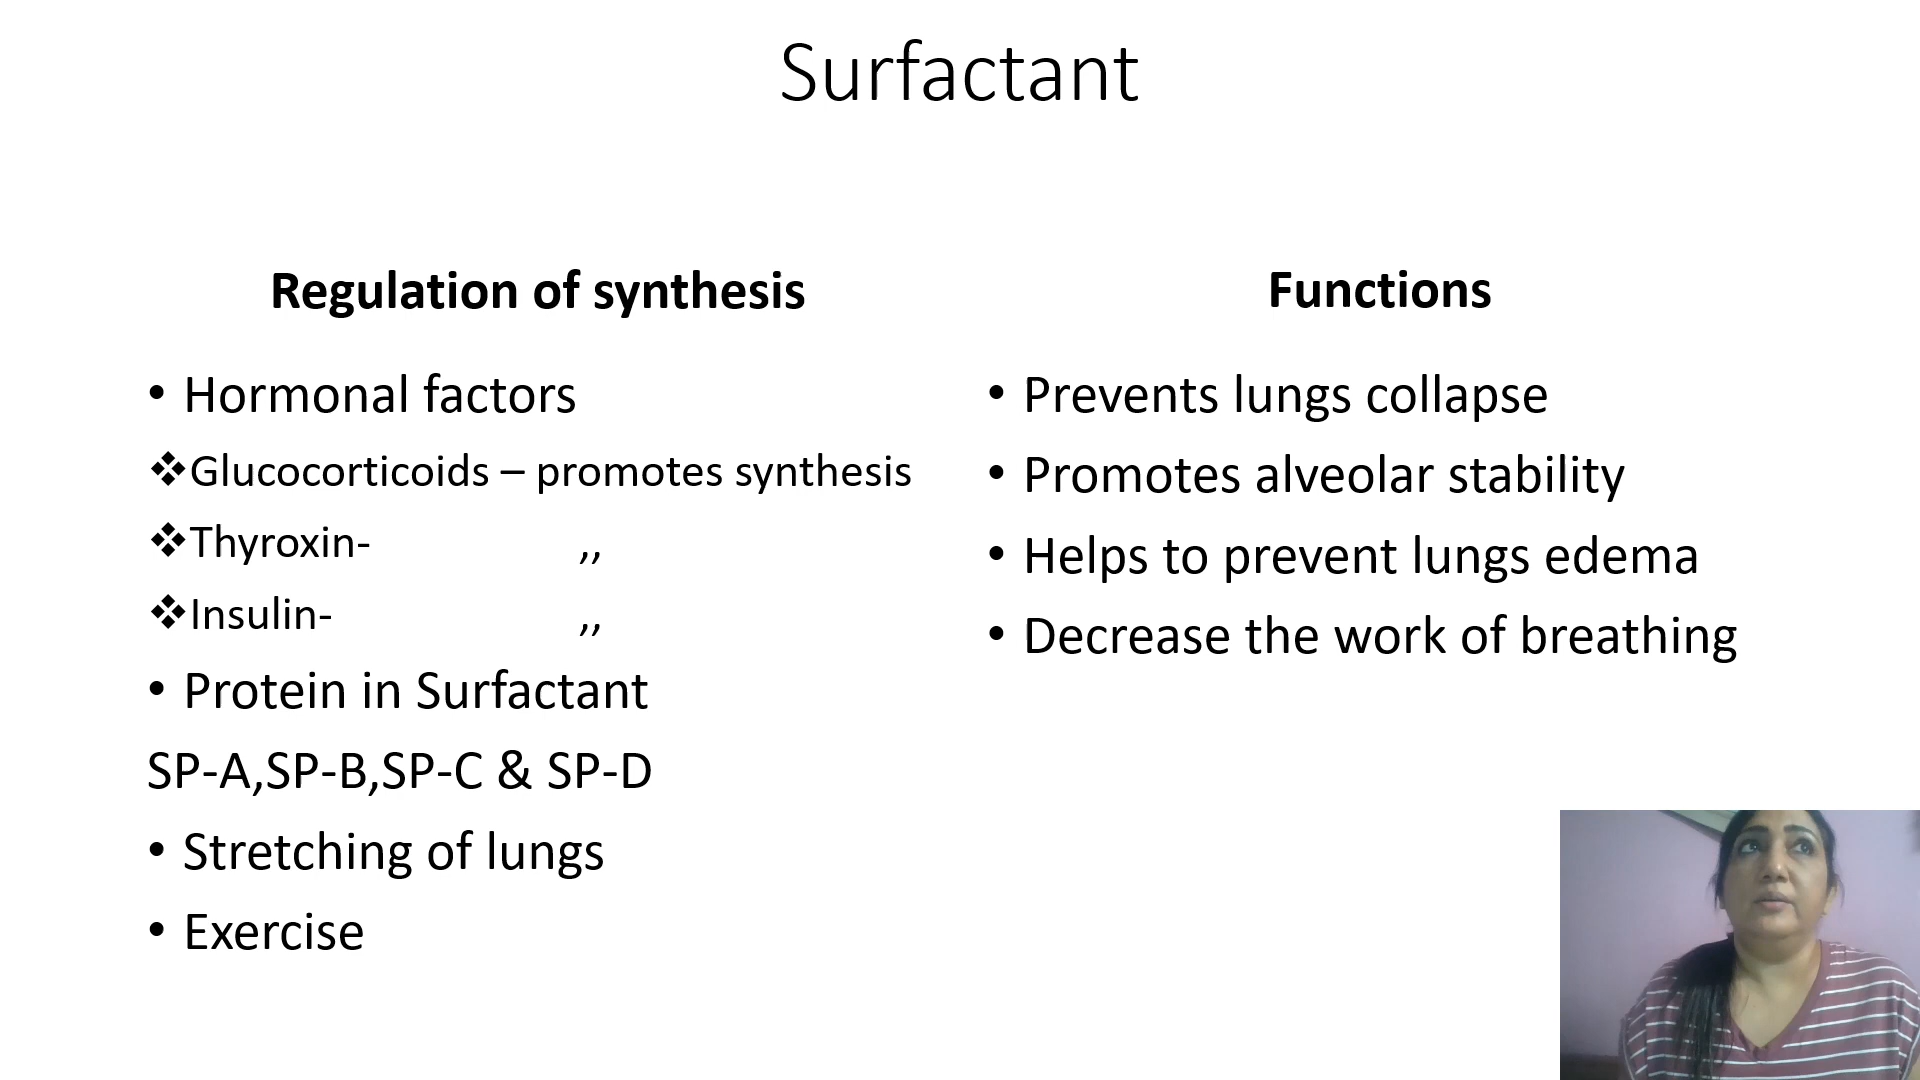 Surfactant
Regulation of synthesis
• Hormonal factors
❖Glucocorticoids – promotes synthesis
❖Thyroxin- ,,
❖Insulin- ,,
• Protein in Surfactant
SP-A,SP-B,SP-C & SP-D
• Stretching of lungs
• Exercise
Functions
• Prevents lungs collapse
• Promotes alveolar stability
• Helps to prevent lungs edema
• Decrease the work of breathing